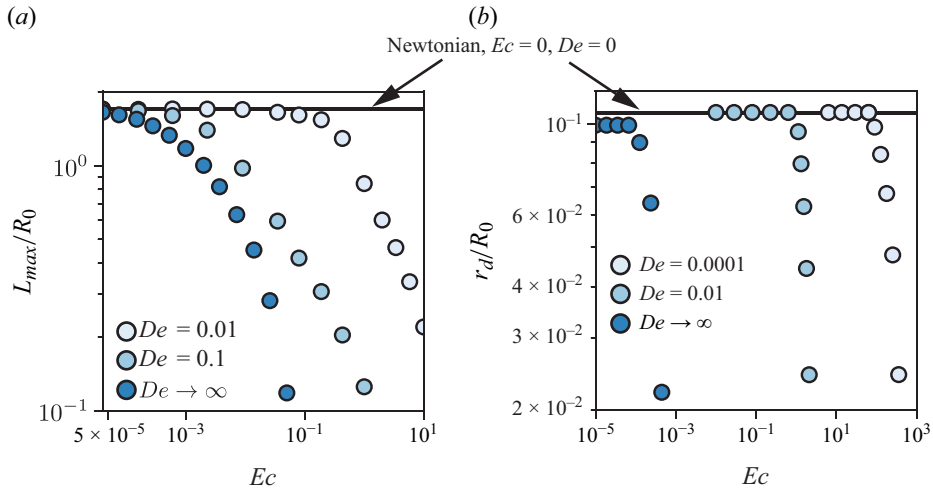 (a)
(b)
Newtonian, Ec = 0, De = 0
L_max/R_0
10^0
10^-1
De = 0.01
De = 0.1
De → ∞
5 × 10^-5
10^-3
10^-1
10^1
Ec
r_d/R_0
10^-1
6 × 10^-2
4 × 10^-2
3 × 10^-2
2 × 10^-2
De = 0.0001
De = 0.01
De → ∞
10^-5
10^-3
10^-1
10^1
10^3
Ec